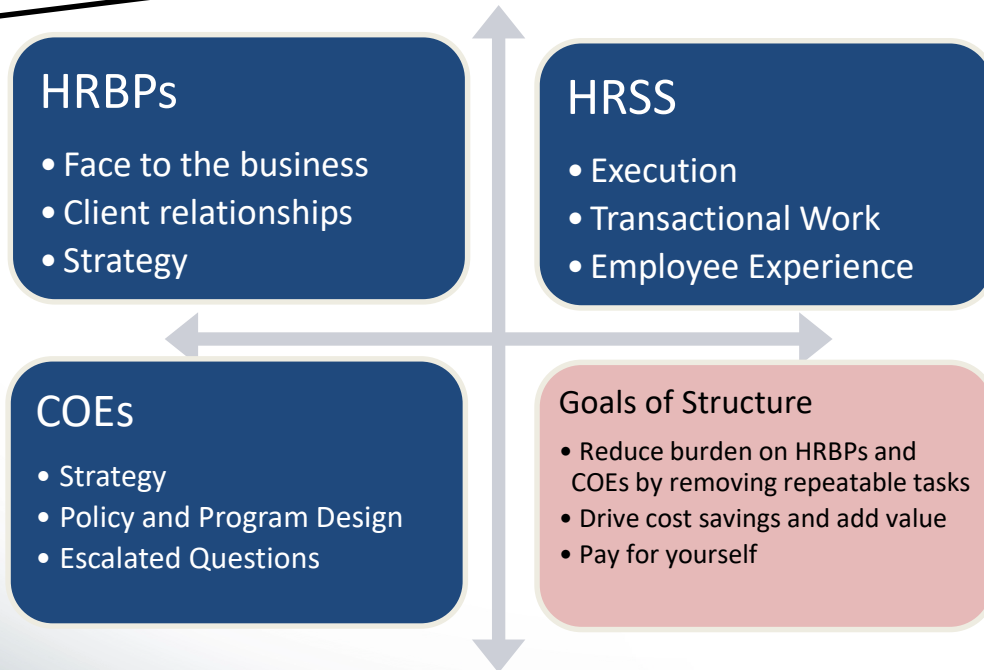 HRBPs
• Face to the business
• Client relationships
• Strategy
HRSS
• Execution
• Transactional Work
• Employee Experience
COEs
• Strategy
• Policy and Program Design
• Escalated Questions
Goals of Structure
• Reduce burden on HRBPs and
COEs by removing repeatable tasks
• Drive cost savings and add value
• Pay for yourself